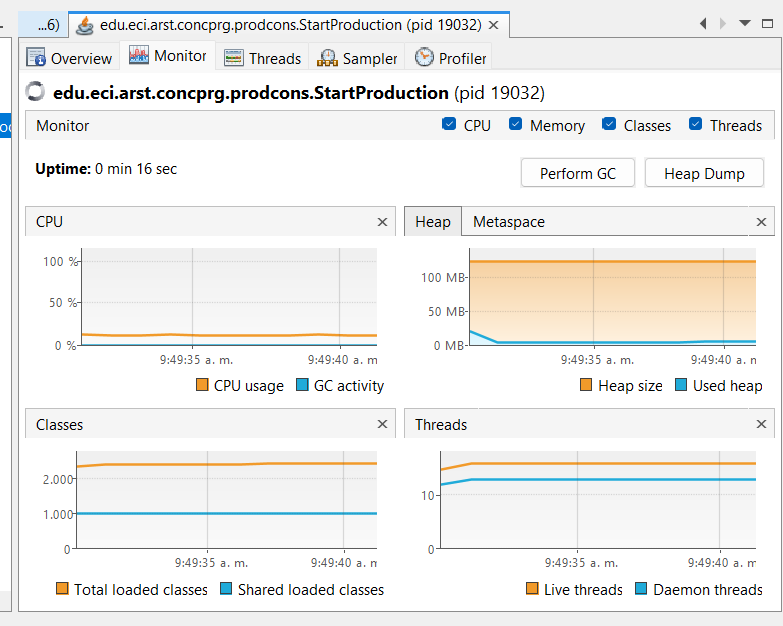 ...6) edu.eci.arst.concprg.prodcons.StartProduction (pid 19032)
Overview Monitor Threads Sampler Profiler
edu.eci.arst.concprg.prodcons.StartProduction (pid 19032)
Monitor CPU Memory Classes Threads
Uptime: 0 min 16 sec
Perform GC Heap Dump
CPU
100 %
50 %
0 %
9:49:35 a. m. 9:49:40 a. m
CPU usage GC activity
Heap Metaspace
100 MB
50 MB
0 MB
9:49:35 a. m. 9:49:40 a. m
Heap size Used heap
Classes
2.000
1.000
0
9:49:35 a. m. 9:49:40 a. m
Total loaded classes Shared loaded classes
Threads
10
0
9:49:35 a. m. 9:49:40 a. m
Live threads Daemon threads